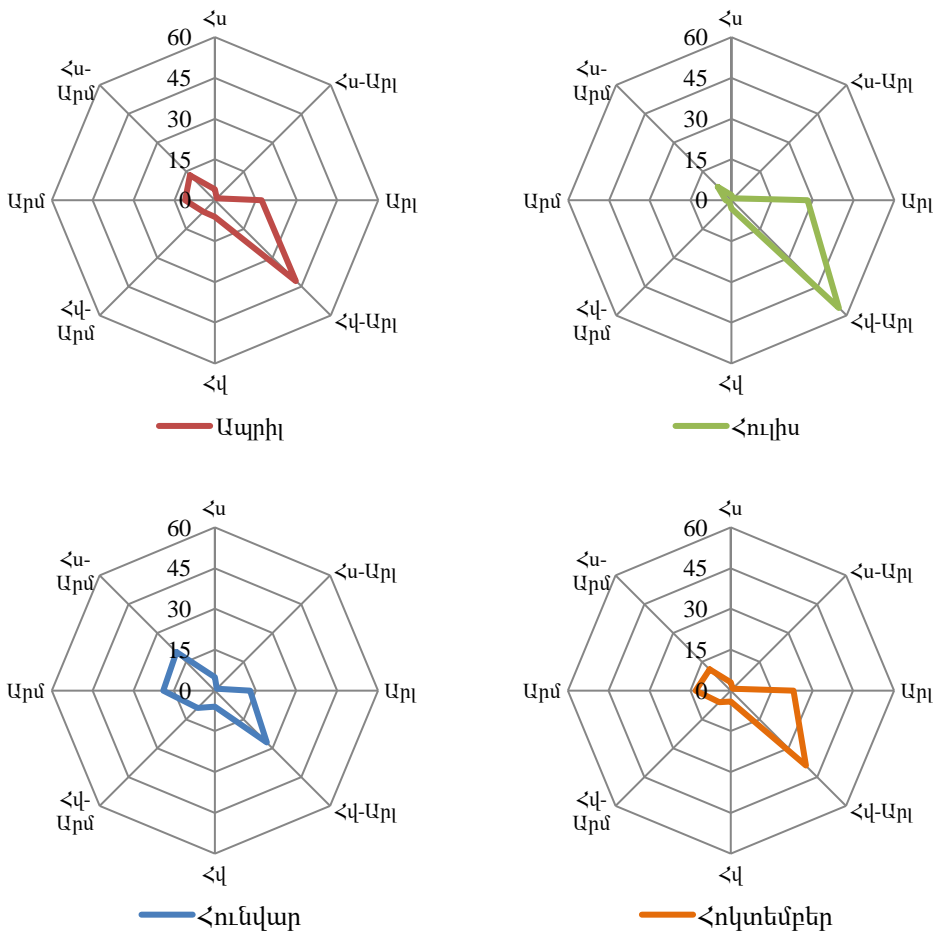 Հս
60
Հս-Արլ
45
30
15
0
Հս-
Արմ
Արմ
Արլ
Հվ-
Արմ
Հվ-Արլ
Հվ
Ապրիլ
Հս
60
Հս-Արլ
45
30
15
0
Հս-
Արմ
Արմ
Արլ
Հվ-
Արմ
Հվ-Արլ
Հվ
Հուլիս
Հս
60
Հս-Արլ
45
30
15
0
Հս-
Արմ
Արմ
Արլ
Հվ-
Արմ
Հվ-Արլ
Հվ
Հունվար
Հս
60
Հս-Արլ
45
30
15
0
Հս-
Արմ
Արմ
Արլ
Հվ-
Արմ
Հվ-Արլ
Հվ
Հոկտեմբեր